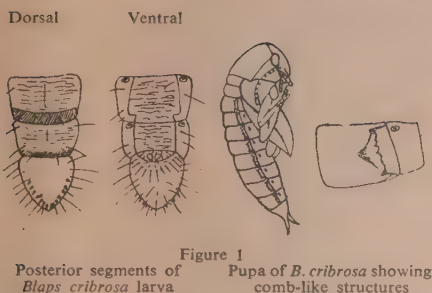 Dorsal Ventral
Figure 1
Posterior segments of
Blaps cribrosa larva
Pupa of B. cribrosa showing
comb-like structures